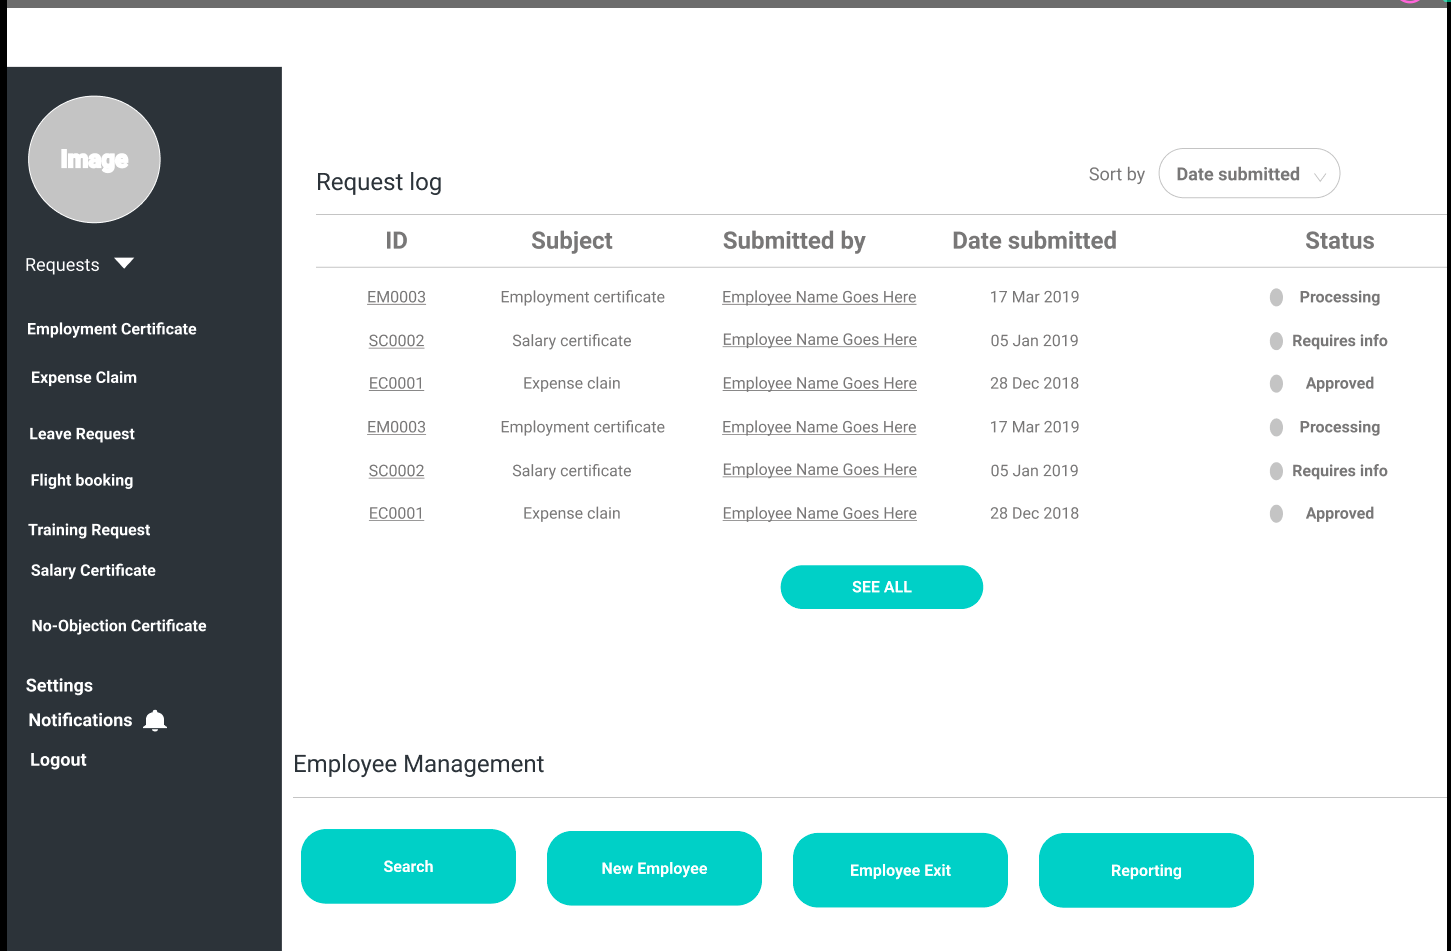 Image
Requests
Employment Certificate
Expense Claim
Leave Request
Flight booking
Training Request
Salary Certificate
No-Objection Certificate
Settings
Notifications
Logout
Request log
Sort by Date submitted
ID Subject Submitted by Date submitted Status
EM0003 Employment certificate Employee Name Goes Here 17 Mar 2019 Processing
SC0002 Salary certificate Employee Name Goes Here 05 Jan 2019 Requires info
EC0001 Expense clain Employee Name Goes Here 28 Dec 2018 Approved
EM0003 Employment certificate Employee Name Goes Here 17 Mar 2019 Processing
SC0002 Salary certificate Employee Name Goes Here 05 Jan 2019 Requires info
EC0001 Expense clain Employee Name Goes Here 28 Dec 2018 Approved
SEE ALL
Employee Management
Search New Employee Employee Exit Reporting